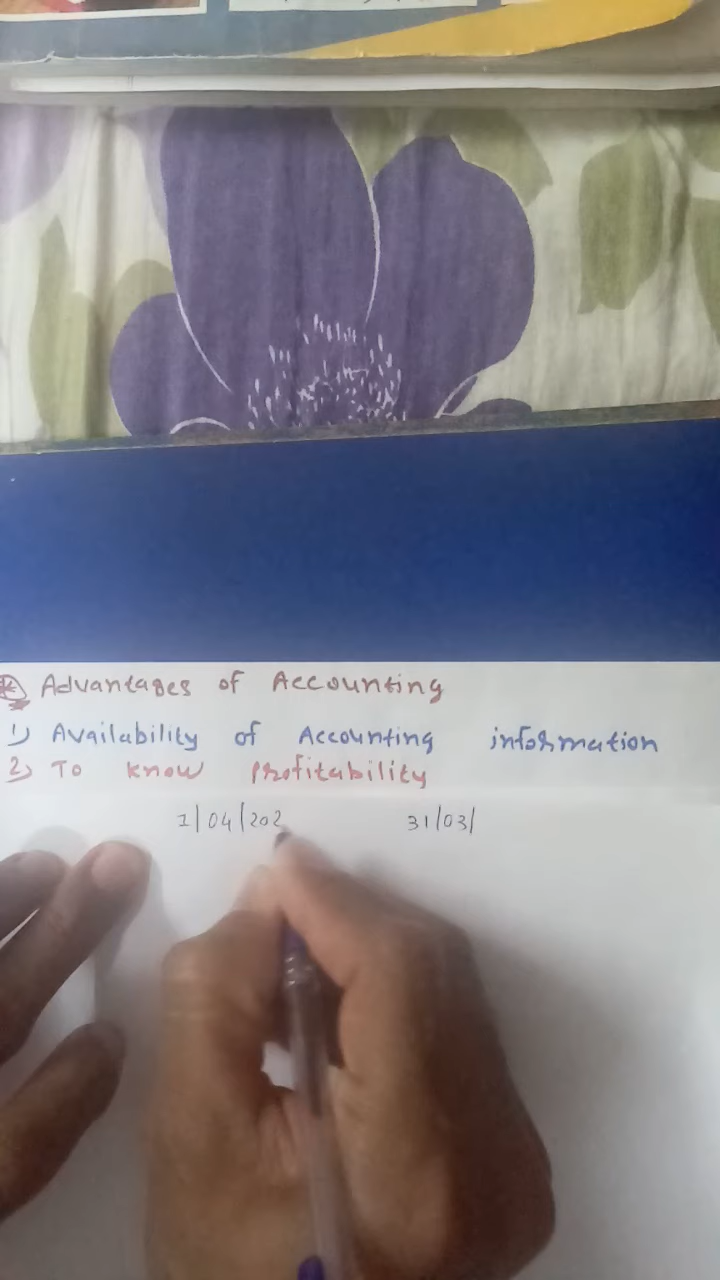 Advantages of Accounting
1) Availability of Accounting information
2) To know Profitability
1/04/202 31/03/